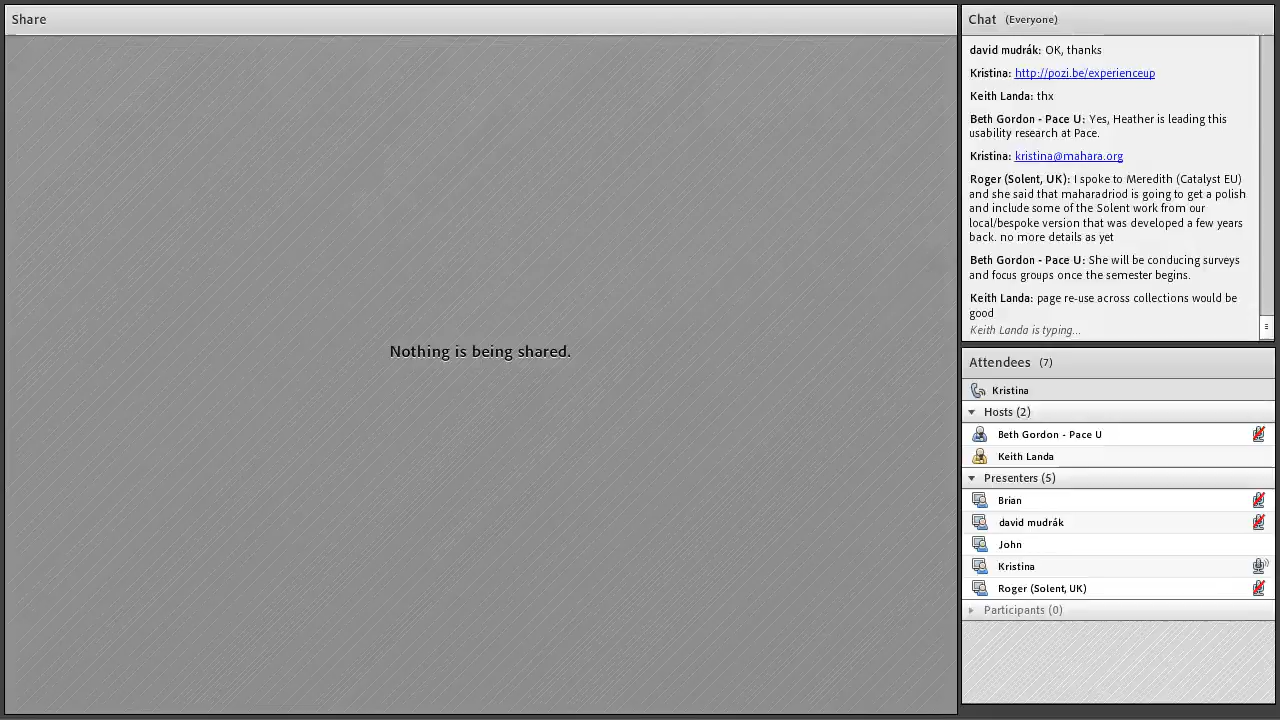 Share
Nothing is being shared.
Chat (Everyone)
david mudrák: OK, thanks
Kristina: http://pozi.be/experienceup
Keith Landa: thx
Beth Gordon - Pace U: Yes, Heather is leading this
usability research at Pace.
Kristina: kristina@mahara.org
Roger (Solent, UK): I spoke to Meredith (Catalyst EU)
and she said that maharadriod is going to get a polish
and include some of the Solent work from our
local/bespoke version that was developed a few years
back. no more details as yet
Beth Gordon - Pace U: She will be conducing surveys
and focus groups once the semester begins.
Keith Landa: page re-use across collections would be
good
Keith Landa is typing...
Attendees (7)
Kristina
Hosts (2)
Beth Gordon - Pace U
Keith Landa
Presenters (5)
Brian
david mudrák
John
Kristina
Roger (Solent, UK)
Participants (0)